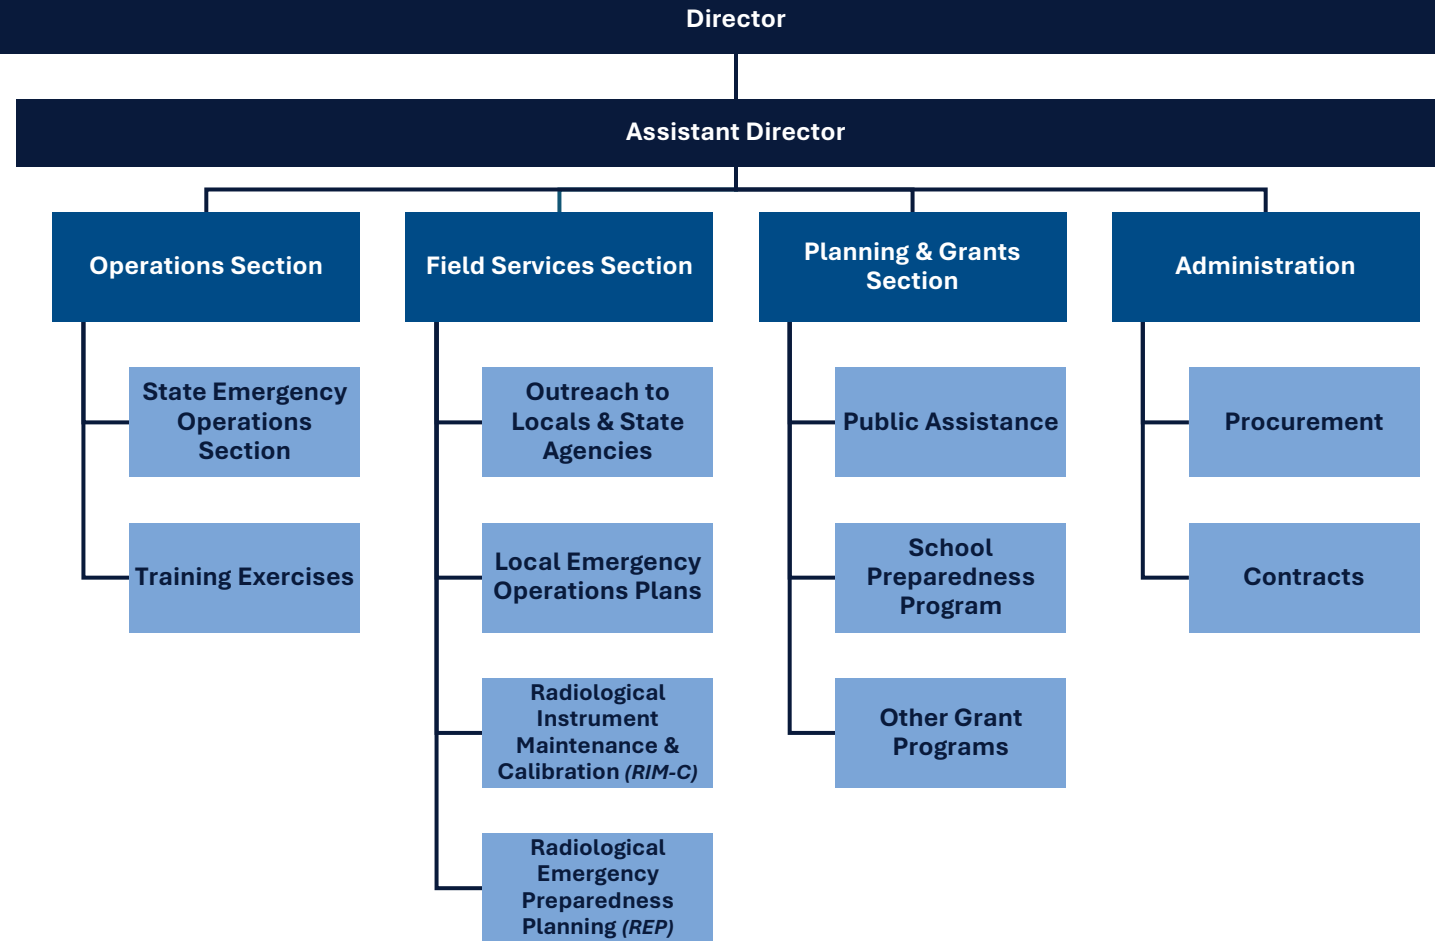 Director
Assistant Director
Operations Section
Field Services Section
Planning & Grants
Section
Administration
State Emergency
Operations
Section
Training Exercises
Outreach to
Locals & State
Agencies
Local Emergency
Operations Plans
Radiological
Instrument
Maintenance &
Calibration (RIM-C)
Radiological
Emergency
Preparedness
Planning (REP)
Public Assistance
School
Preparedness
Program
Other Grant
Programs
Procurement
Contracts